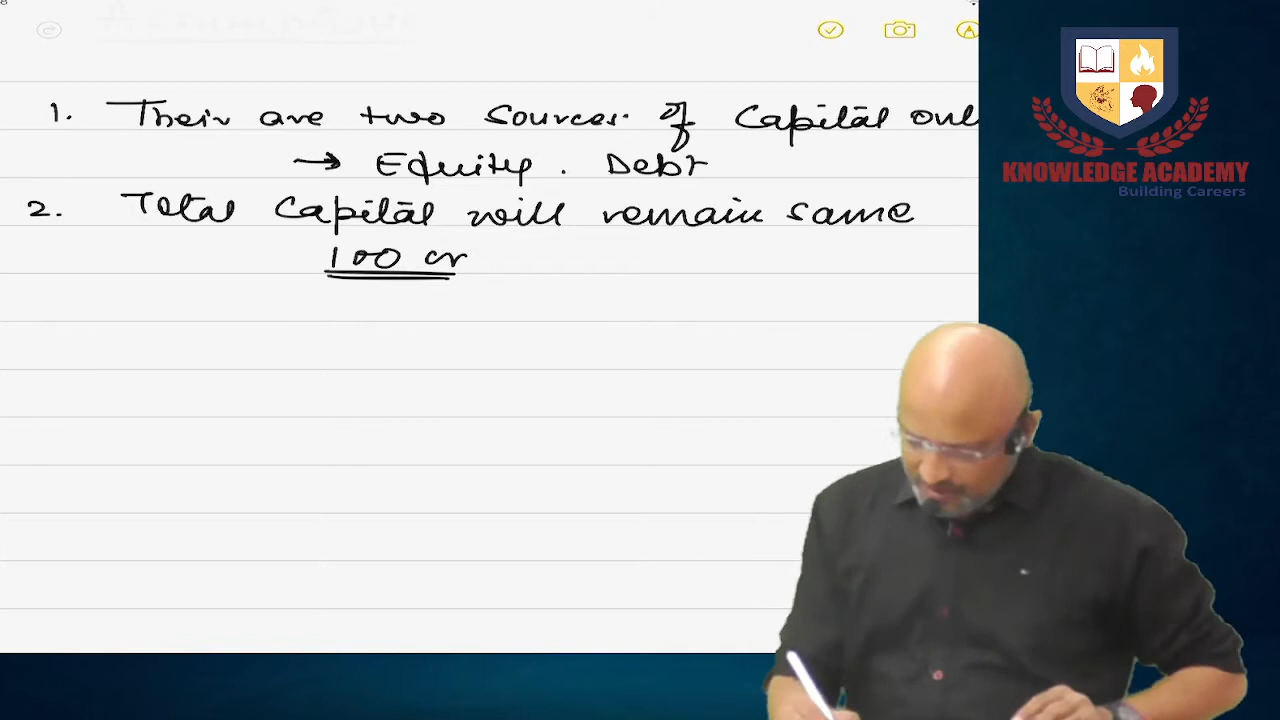 1. Their are two sources of Capital onl
→ Equity. Debt
2. Total Capital will remain same
100 cr
KNOWLEDGE ACADEMY
Building Careers